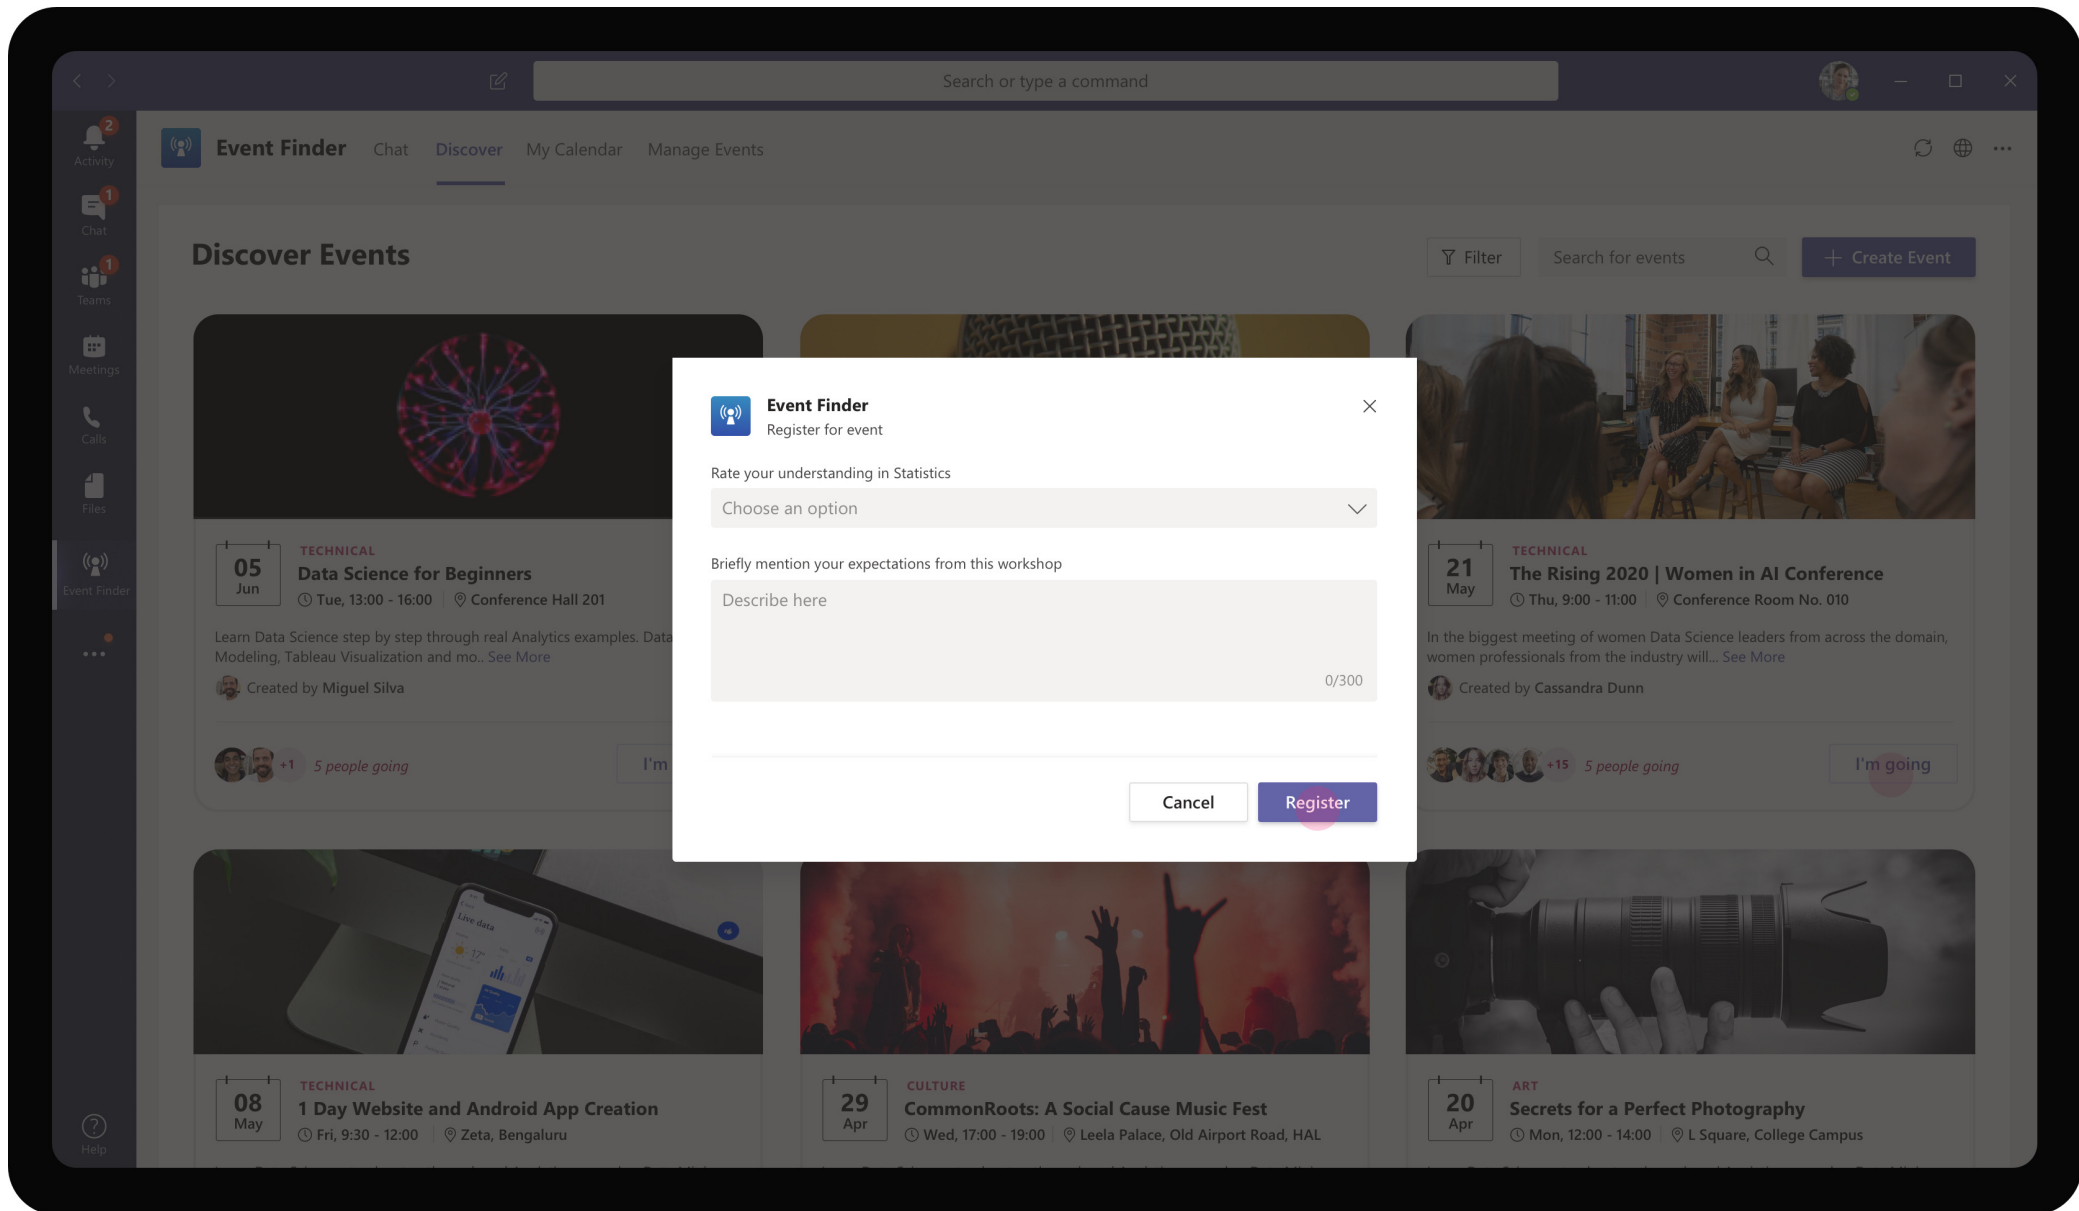 Search or type a command
2
Activity
1
Chat
1
Teams
Meetings
Calls
Files
Event Finder
Help
Event Finder Chat Discover My Calendar Manage Events
Discover Events
Filter
Search for events
+ Create Event
Event Finder
Register for event
Rate your understanding in Statistics
Choose an option
Briefly mention your expectations from this workshop
Describe here
0/300
Cancel
Register
05
Jun
TECHNICAL
Data Science for Beginners
Tue, 13:00 - 16:00 Conference Hall 201
Learn Data Science step by step through real Analytics examples. Data
Modeling, Tableau Visualization and mo.. See More
Created by Miguel Silva
+1 5 people going
I'm
21
May
TECHNICAL
The Rising 2020 | Women in AI Conference
Thu, 9:00 - 11:00 Conference Room No. 010
In the biggest meeting of women Data Science leaders from across the domain,
women professionals from the industry will... See More
Created by Cassandra Dunn
+15 5 people going
I'm going
Live data
08
May
TECHNICAL
1 Day Website and Android App Creation
Fri, 9:30 - 12:00 Zeta, Bengaluru
29
Apr
CULTURE
CommonRoots: A Social Cause Music Fest
Wed, 17:00 - 19:00 Leela Palace, Old Airport Road, HAL
20
Apr
ART
Secrets for a Perfect Photography
Mon, 12:00 - 14:00 L Square, College Campus